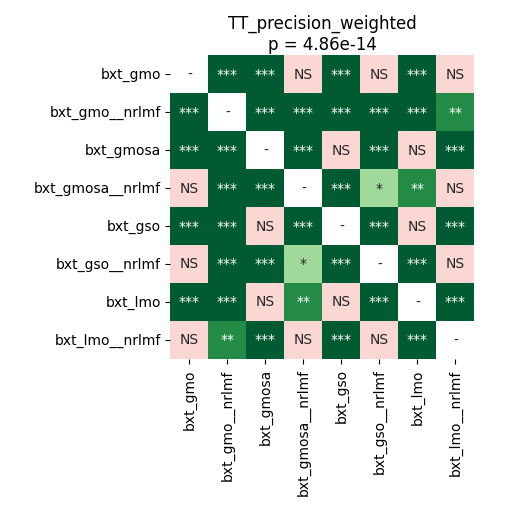 TT_precision_weighted
p = 4.86e-14
bxt_gmo - *** *** NS *** NS *** NS
bxt_gmo__nrlmf *** - *** *** *** *** *** **
bxt_gmosa *** *** - *** NS *** NS ***
bxt_gmosa__nrlmf NS *** *** - *** * ** NS
bxt_gso *** *** NS *** - *** NS ***
bxt_gso__nrlmf NS *** *** * *** - *** NS
bxt_lmo *** *** NS ** NS *** - ***
bxt_lmo__nrlmf NS ** *** NS *** NS *** -
bxt_gmo
bxt_gmo__nrlmf
bxt_gmosa
bxt_gmosa__nrlmf
bxt_gso
bxt_gso__nrlmf
bxt_lmo
bxt_lmo__nrlmf